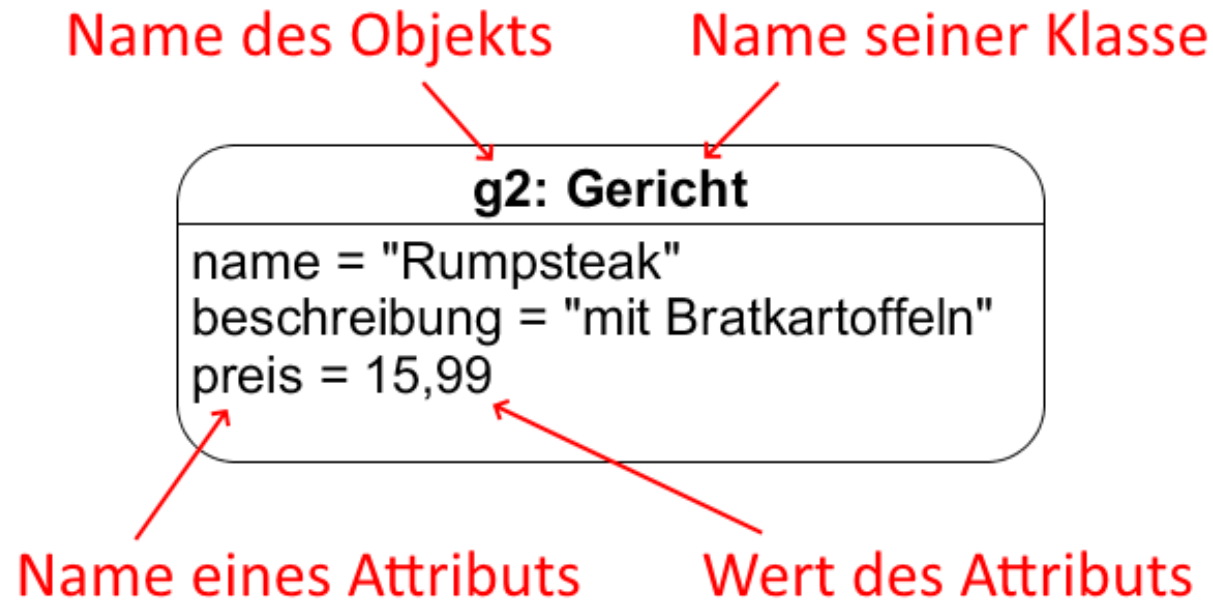 Name des Objekts
Name seiner Klasse
g2: Gericht
name = "Rumpsteak"
beschreibung = "mit Bratkartoffeln"
preis = 15,99
Name eines Attributs
Wert des Attributs